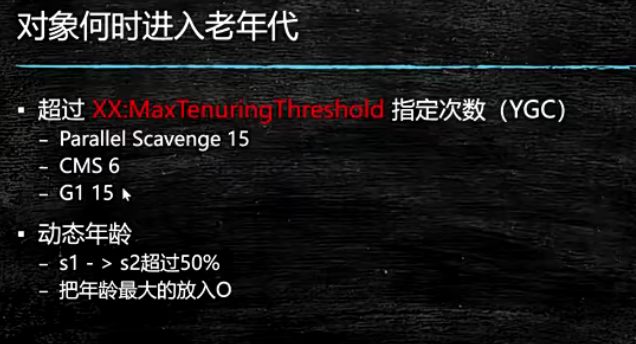 对象何时进入老年代
▪ 超过 XX:MaxTenuringThreshold 指定次数（YGC）
– Parallel Scavenge 15
– CMS 6
– G1 15
▪ 动态年龄
– s1 - > s2超过50%
– 把年龄最大的放入O